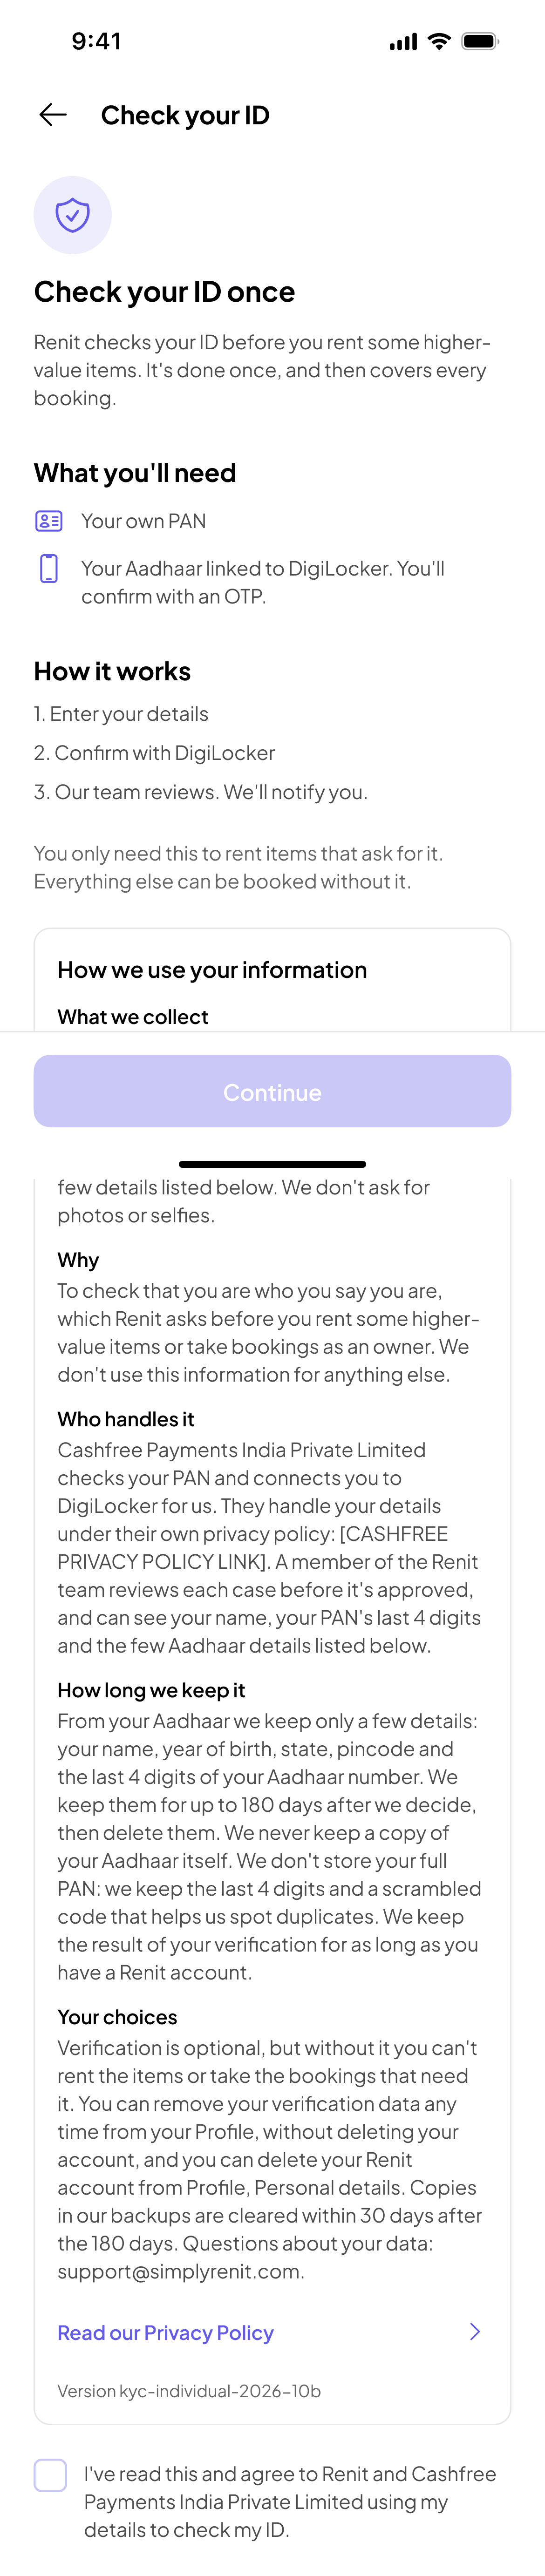 9:41
Check your ID
Check your ID once
Renit checks your ID before you rent some higher-
value items. It's done once, and then covers every
booking.
What you'll need
Your own PAN
Your Aadhaar linked to DigiLocker. You'll
confirm with an OTP.
How it works
1. Enter your details
2. Confirm with DigiLocker
3. Our team reviews. We'll notify you.
You only need this to rent items that ask for it.
Everything else can be booked without it.
How we use your information
What we collect
Continue
few details listed below. We don't ask for
photos or selfies.
Why
To check that you are who you say you are,
which Renit asks before you rent some higher-
value items or take bookings as an owner. We
don't use this information for anything else.
Who handles it
Cashfree Payments India Private Limited
checks your PAN and connects you to
DigiLocker for us. They handle your details
under their own privacy policy: [CASHFREE
PRIVACY POLICY LINK]. A member of the Renit
team reviews each case before it's approved,
and can see your name, your PAN's last 4 digits
and the few Aadhaar details listed below.
How long we keep it
From your Aadhaar we keep only a few details:
your name, year of birth, state, pincode and
the last 4 digits of your Aadhaar number. We
keep them for up to 180 days after we decide,
then delete them. We never keep a copy of
your Aadhaar itself. We don't store your full
PAN: we keep the last 4 digits and a scrambled
code that helps us spot duplicates. We keep
the result of your verification for as long as you
have a Renit account.
Your choices
Verification is optional, but without it you can't
rent the items or take the bookings that need
it. You can remove your verification data any
time from your Profile, without deleting your
account, and you can delete your Renit
account from Profile, Personal details. Copies
in our backups are cleared within 30 days after
the 180 days. Questions about your data:
support@simplyrenit.com.
Read our Privacy Policy
Version kyc-individual-2026-10b
I've read this and agree to Renit and Cashfree
Payments India Private Limited using my
details to check my ID.